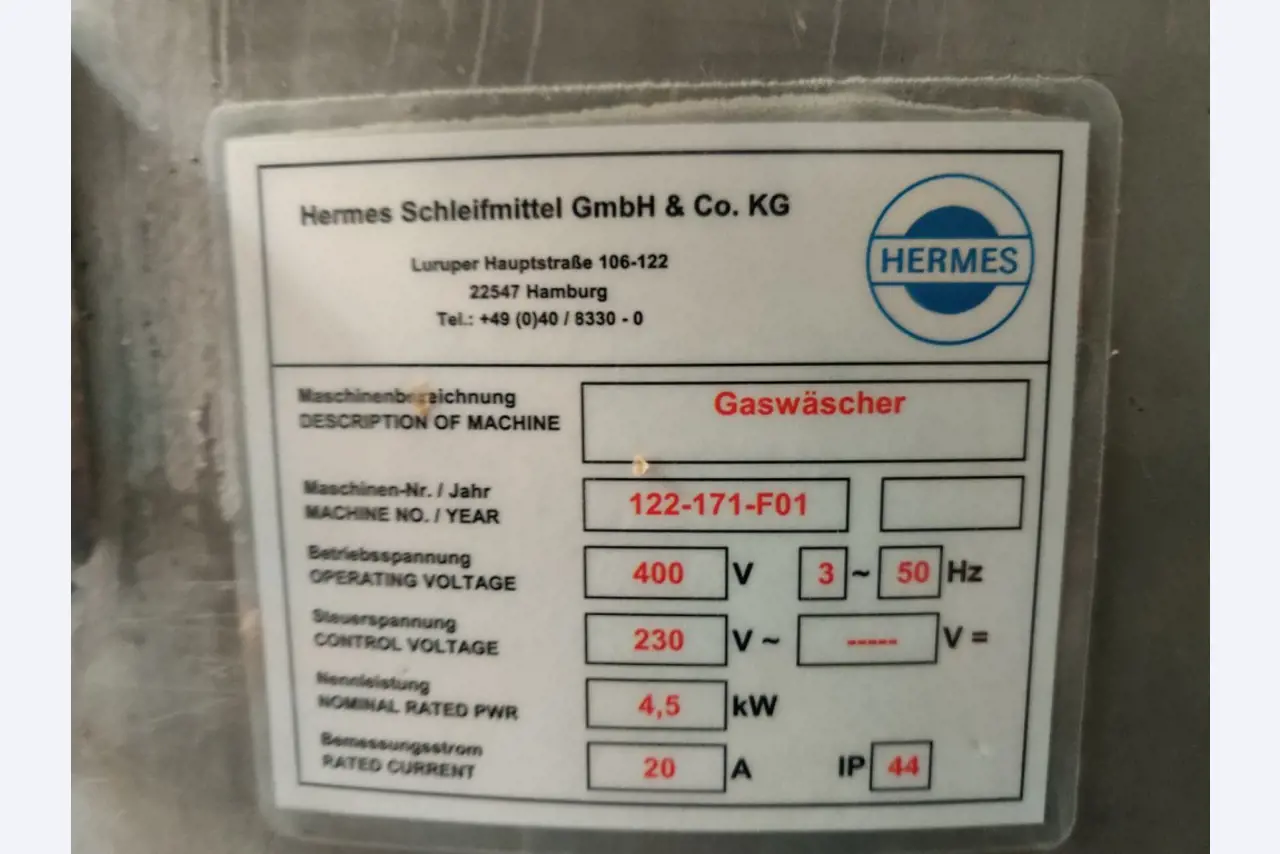 Hermes Schleifmittel GmbH & Co. KG
Luruper Hauptstraße 106-122
22547 Hamburg
Tel.: +49 (0)40 / 8330 - 0
HERMES
Maschinenbezeichnung
DESCRIPTION OF MACHINE
Gaswäscher
Maschinen-Nr. / Jahr
MACHINE NO. / YEAR
122-171-F01
Betriebsspannung
OPERATING VOLTAGE
400 V 3 ~ 50 Hz
Steuerspannung
CONTROL VOLTAGE
230 V ~ ----- V =
Nennleistung
NOMINAL RATED PWR
4,5 kW
Bemessungsstrom
RATED CURRENT
20 A IP 44